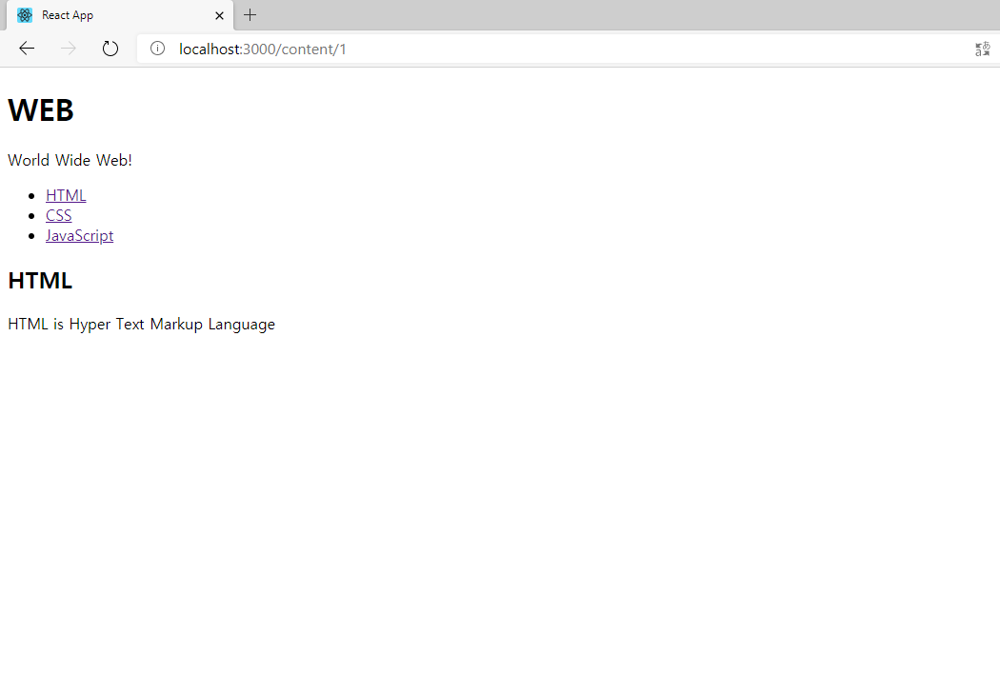 React App
localhost:3000/content/1
WEB
World Wide Web!
HTML
CSS
JavaScript
HTML
HTML is Hyper Text Markup Language